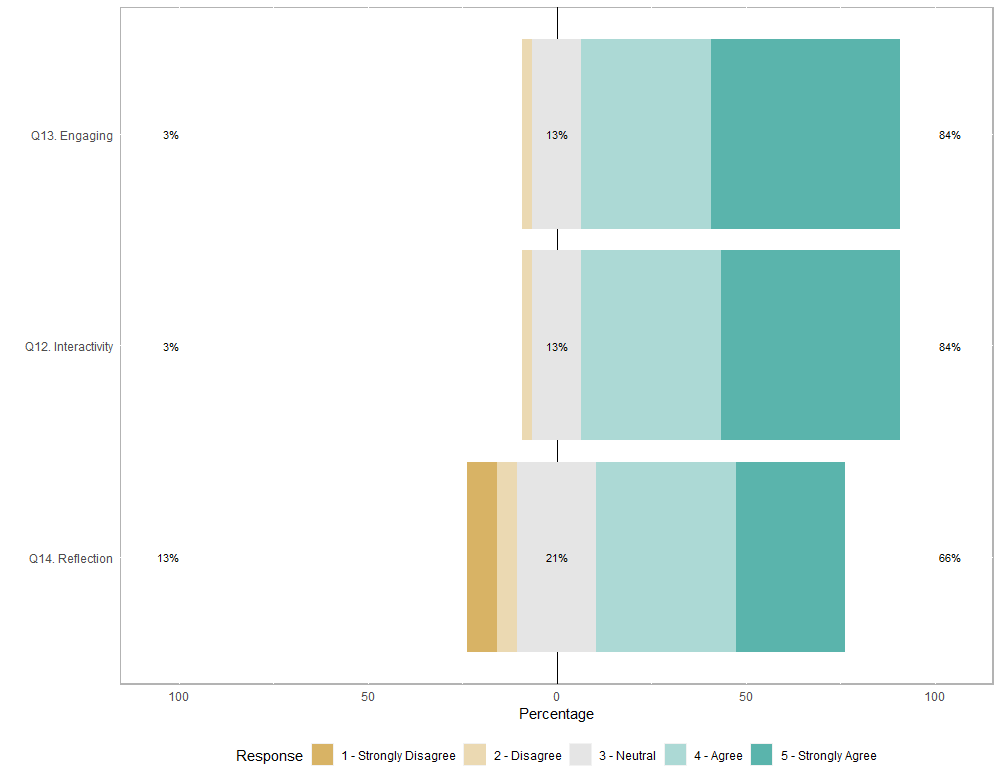 Q13. Engaging 3% 13% 84%
Q12. Interactivity 3% 13% 84%
Q14. Reflection 13% 21% 66%
100 50 0 50 100
Percentage
Response 1 - Strongly Disagree 2 - Disagree 3 - Neutral 4 - Agree 5 - Strongly Agree